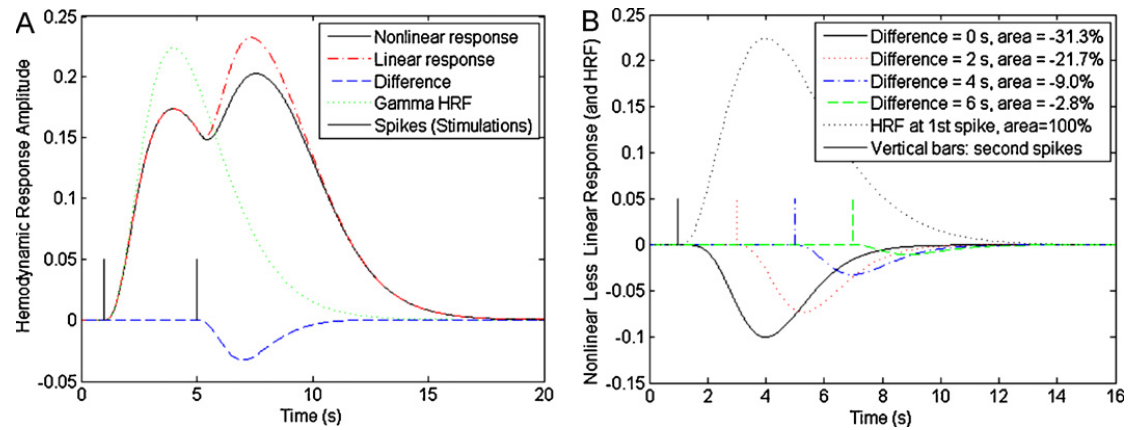 A
0.25
0.2
0.15
0.1
0.05
0
-0.05
Hemodynamic Response Amplitude
0 5 10 15 20
Time (s)
Nonlinear response
Linear response
Difference
Gamma HRF
Spikes (Stimulations)
B
0.25
0.2
0.15
0.1
0.05
0
-0.05
-0.1
-0.15
Nonlinear Less Linear Response (and HRF)
0 2 4 6 8 10 12 14 16
Time (s)
Difference = 0 s, area = -31.3%
Difference = 2 s, area = -21.7%
Difference = 4 s, area = -9.0%
Difference = 6 s, area = -2.8%
HRF at 1st spike, area=100%
Vertical bars: second spikes